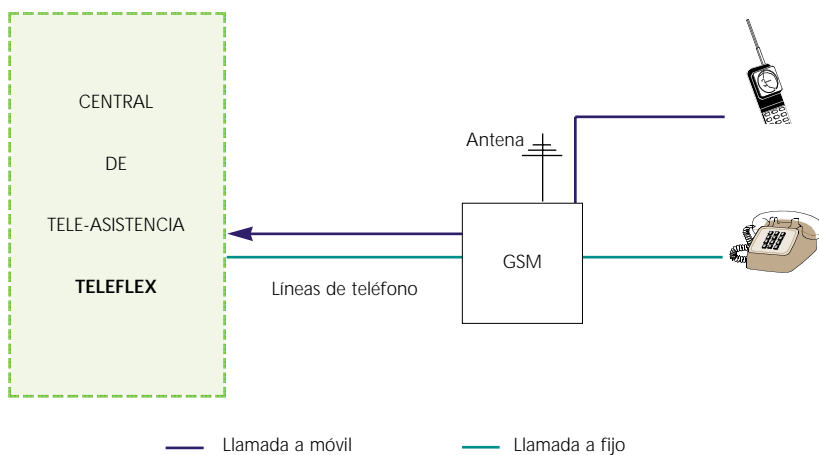 CENTRAL
DE
TELE-ASISTENCIA
TELEFLEX
Antena
GSM
Líneas de teléfono
Llamada a móvil
Llamada a fijo